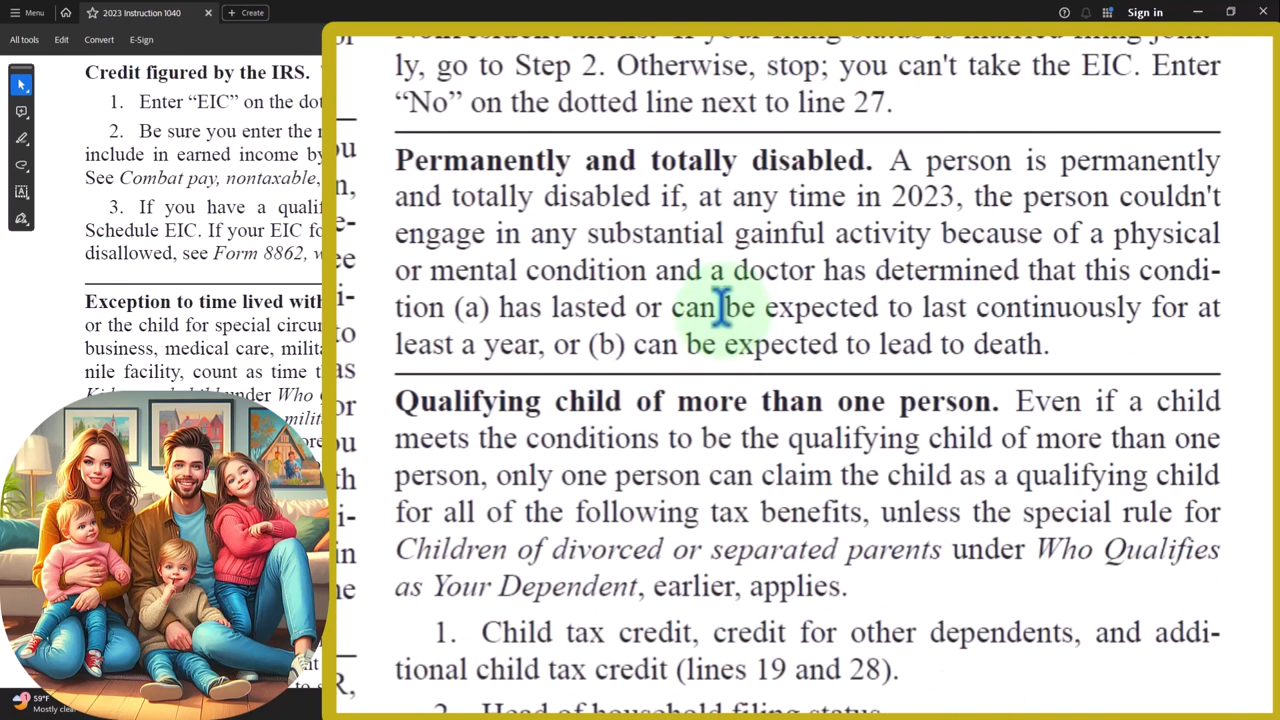 Menu
2023 Instruction 1040
Create
Sign in
All tools
Edit
Convert
E-Sign
Credit figured by the IRS.
1. Enter “EIC” on the dot
2. Be sure you enter the
include in earned income by
See Combat pay, nontaxable,
3. If you have a quali
Schedule EIC. If your EIC fo
disallowed, see Form 8862,
Exception to time lived with
or the child for special circu
business, medical care, mili
nile facility, count as time
under Who
ly, go to Step 2. Otherwise, stop; you can't take the EIC. Enter
“No” on the dotted line next to line 27.
Permanently and totally disabled. A person is permanently
and totally disabled if, at any time in 2023, the person couldn't
engage in any substantial gainful activity because of a physical
or mental condition and a doctor has determined that this condi-
tion (a) has lasted or can be expected to last continuously for at
least a year, or (b) can be expected to lead to death.
Qualifying child of more than one person. Even if a child
meets the conditions to be the qualifying child of more than one
person, only one person can claim the child as a qualifying child
for all of the following tax benefits, unless the special rule for
Children of divorced or separated parents under Who Qualifies
as Your Dependent, earlier, applies.
1. Child tax credit, credit for other dependents, and addi-
tional child tax credit (lines 19 and 28).
2. Head of household filing status
59°F
Mostly clear